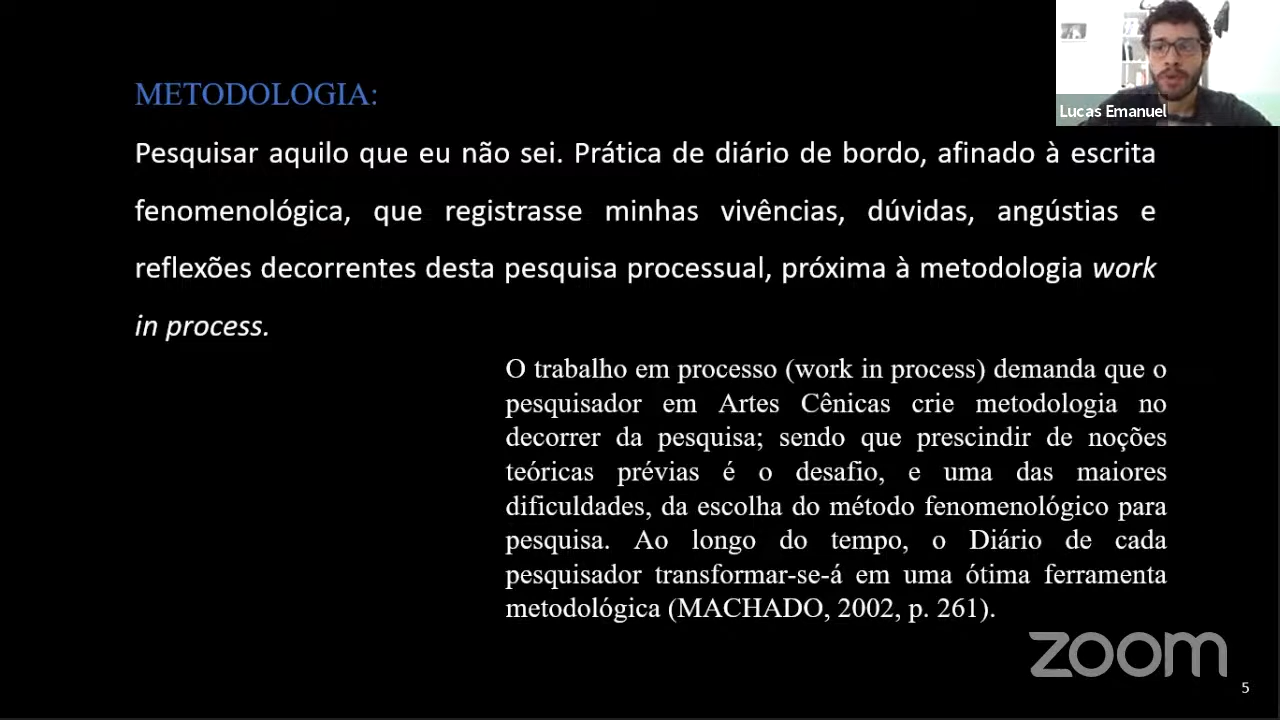 Lucas Emanuel
METODOLOGIA:
Pesquisar aquilo que eu não sei. Prática de diário de bordo, afinado à escrita
fenomenológica, que registrasse minhas vivências, dúvidas, angústias e
reflexões decorrentes desta pesquisa processual, próxima à metodologia work
in process.
O trabalho em processo (work in process) demanda que o
pesquisador em Artes Cênicas crie metodologia no
decorrer da pesquisa; sendo que prescindir de noções
teóricas prévias é o desafio, e uma das maiores
dificuldades, da escolha do método fenomenológico para
pesquisa. Ao longo do tempo, o Diário de cada
pesquisador transformar-se-á em uma ótima ferramenta
metodológica (MACHADO, 2002, p. 261).
zoom
5